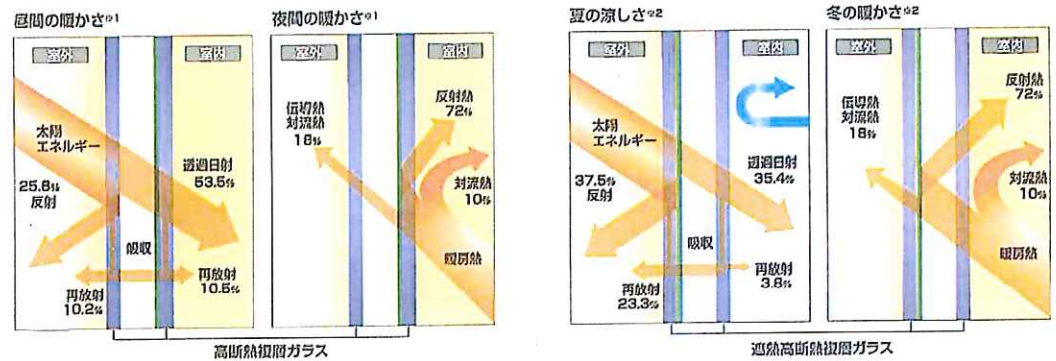 昼間の暖かさ※1
室外
室内
太陽
エネルギー
透過日射
53.5%
25.8%
反射
吸収
再放射
10.5%
再放射
10.2%
夜間の暖かさ※1
室外
室内
伝導熱
対流熱
18%
反射熱
72%
対流熱
10%
暖房熱
高断熱複層ガラス
夏の涼しさ※2
室外
室内
太陽
エネルギー
透過日射
35.4%
37.5%
反射
吸収
再放射
3.8%
再放射
23.3%
冬の暖かさ※2
室外
室内
伝導熱
対流熱
18%
反射熱
72%
対流熱
10%
暖房熱
遮熱高断熱複層ガラス